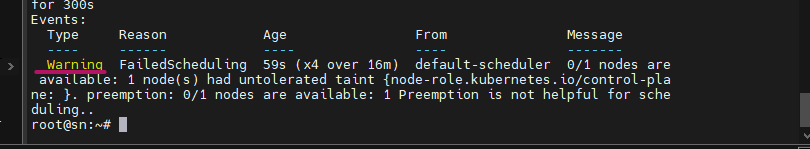 for 300s
Events:
Type Reason Age From Message
---- ------ ---- ---- -------
Warning FailedScheduling 59s (x4 over 16m) default-scheduler 0/1 nodes are
available: 1 node(s) had untolerated taint {node-role.kubernetes.io/control-pla
ne: }. preemption: 0/1 nodes are available: 1 Preemption is not helpful for sche
duling..
root@sn:~#